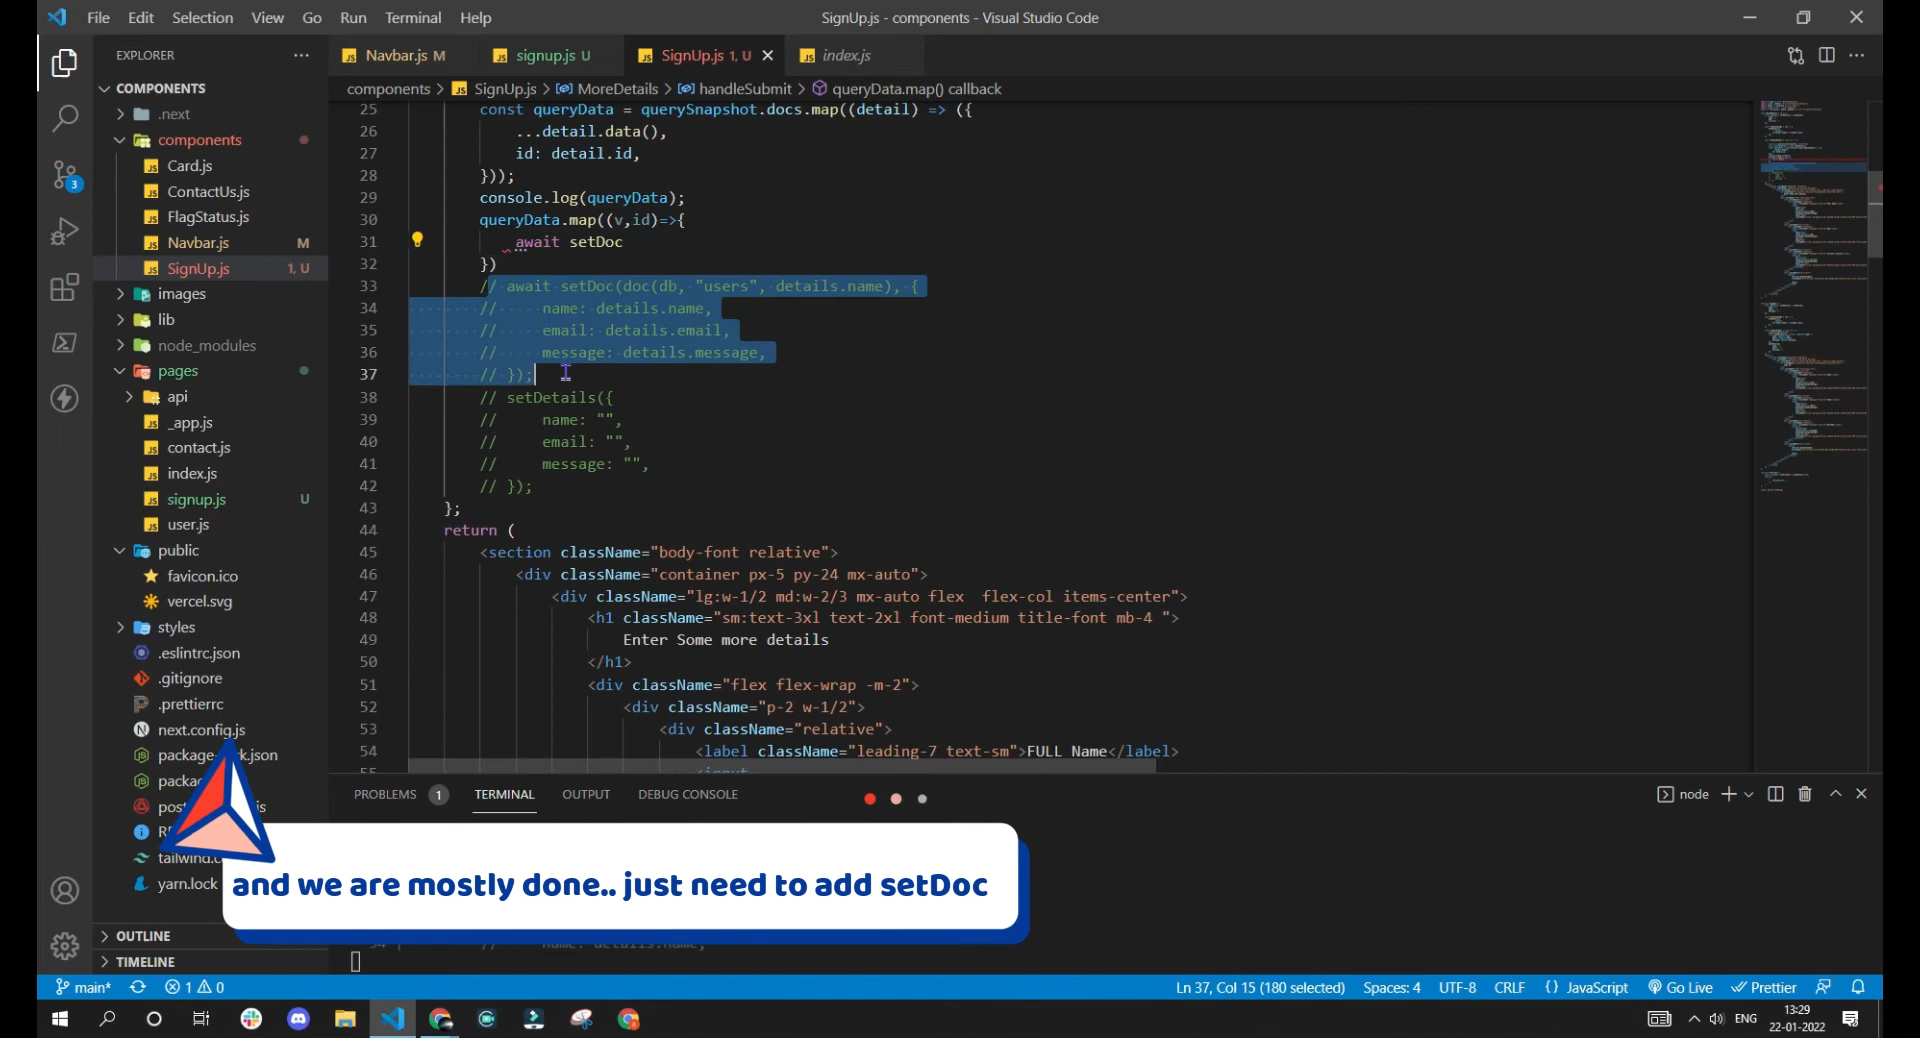 File Edit Selection View Go Run Terminal Help
SignUp.js - components - Visual Studio Code
EXPLORER
Navbar.js M
signup.js U
SignUp.js 1, U
index.js
components > SignUp.js > MoreDetails > handleSubmit > queryData.map() callback
COMPONENTS
.next
components
Card.js
ContactUs.js
FlagStatus.js
Navbar.js M
SignUp.js 1, U
images
lib
node_modules
pages
api
_app.js
contact.js
index.js
signup.js U
user.js
public
favicon.ico
vercel.svg
styles
.eslintrc.json
.gitignore
.prettierrc
next.config.js
yarn.lock
OUTLINE
TIMELINE
25 const queryData = querySnapshot.docs.map((detail) => ({
26 ...detail.data(),
27 id: detail.id,
28 }));
29 console.log(queryData);
30 queryData.map((v,id)=>{
31 await setDoc
32 })
33 // await setDoc(doc(db, "users", details.name), {
34 // name: details.name,
35 // email: details.email,
36 // message: details.message,
37 // });
38 // setDetails({
39 // name: "",
40 // email: "",
41 // message: "",
42 // });
43 };
44 return (
45 <section className="body-font relative">
46 <div className="container px-5 py-24 mx-auto">
47 <div className="lg:w-1/2 md:w-2/3 mx-auto flex  flex-col items-center">
48 <h1 className="sm:text-3xl text-2xl font-medium title-font mb-4 ">
49 Enter Some more details
50 </h1>
51 <div className="flex flex-wrap -m-2">
52 <div className="p-2 w-1/2">
53 <div className="relative">
54 <label className="leading-7 text-sm">FULL Name</label>
55 <input
PROBLEMS 1 TERMINAL OUTPUT DEBUG CONSOLE
node
and we are mostly done.. just need to add setDoc
main* 1 0
Ln 37, Col 15 (180 selected) Spaces: 4 UTF-8 CRLF {} JavaScript Go Live Prettier
3
ENG
13:29
22-01-2022